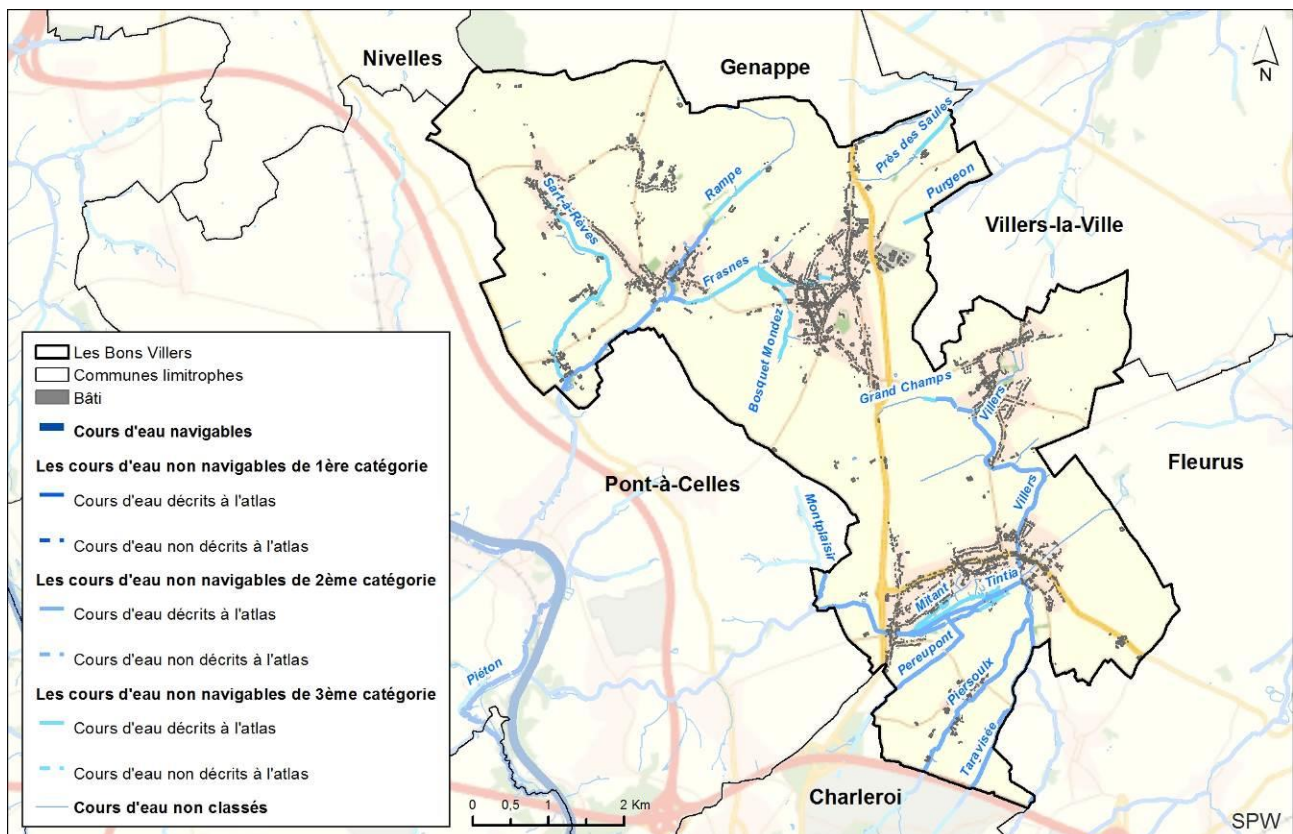 Nivelles
Genappe
N
Près des Saules
Purgeon
Rampe
Sart-à-Rêves
Villers-la-Ville
Frasnes
Bosquet Mondez
Grand Champs
Villers
Fleurus
Pont-à-Celles
Villers
Montplaisir
Tintia
Mitant
Pereupont
Piersoulx
Taravisée
Piéton
Charleroi
Les Bons Villers
Communes limitrophes
Bâti
Cours d'eau navigables
Les cours d'eau non navigables de 1ère catégorie
Cours d'eau décrits à l'atlas
Cours d'eau non décrits à l'atlas
Les cours d'eau non navigables de 2ème catégorie
Cours d'eau décrits à l'atlas
Cours d'eau non décrits à l'atlas
Les cours d'eau non navigables de 3ème catégorie
Cours d'eau décrits à l'atlas
Cours d'eau non décrits à l'atlas
Cours d'eau non classés
0 0,5 1 2 Km
SPW